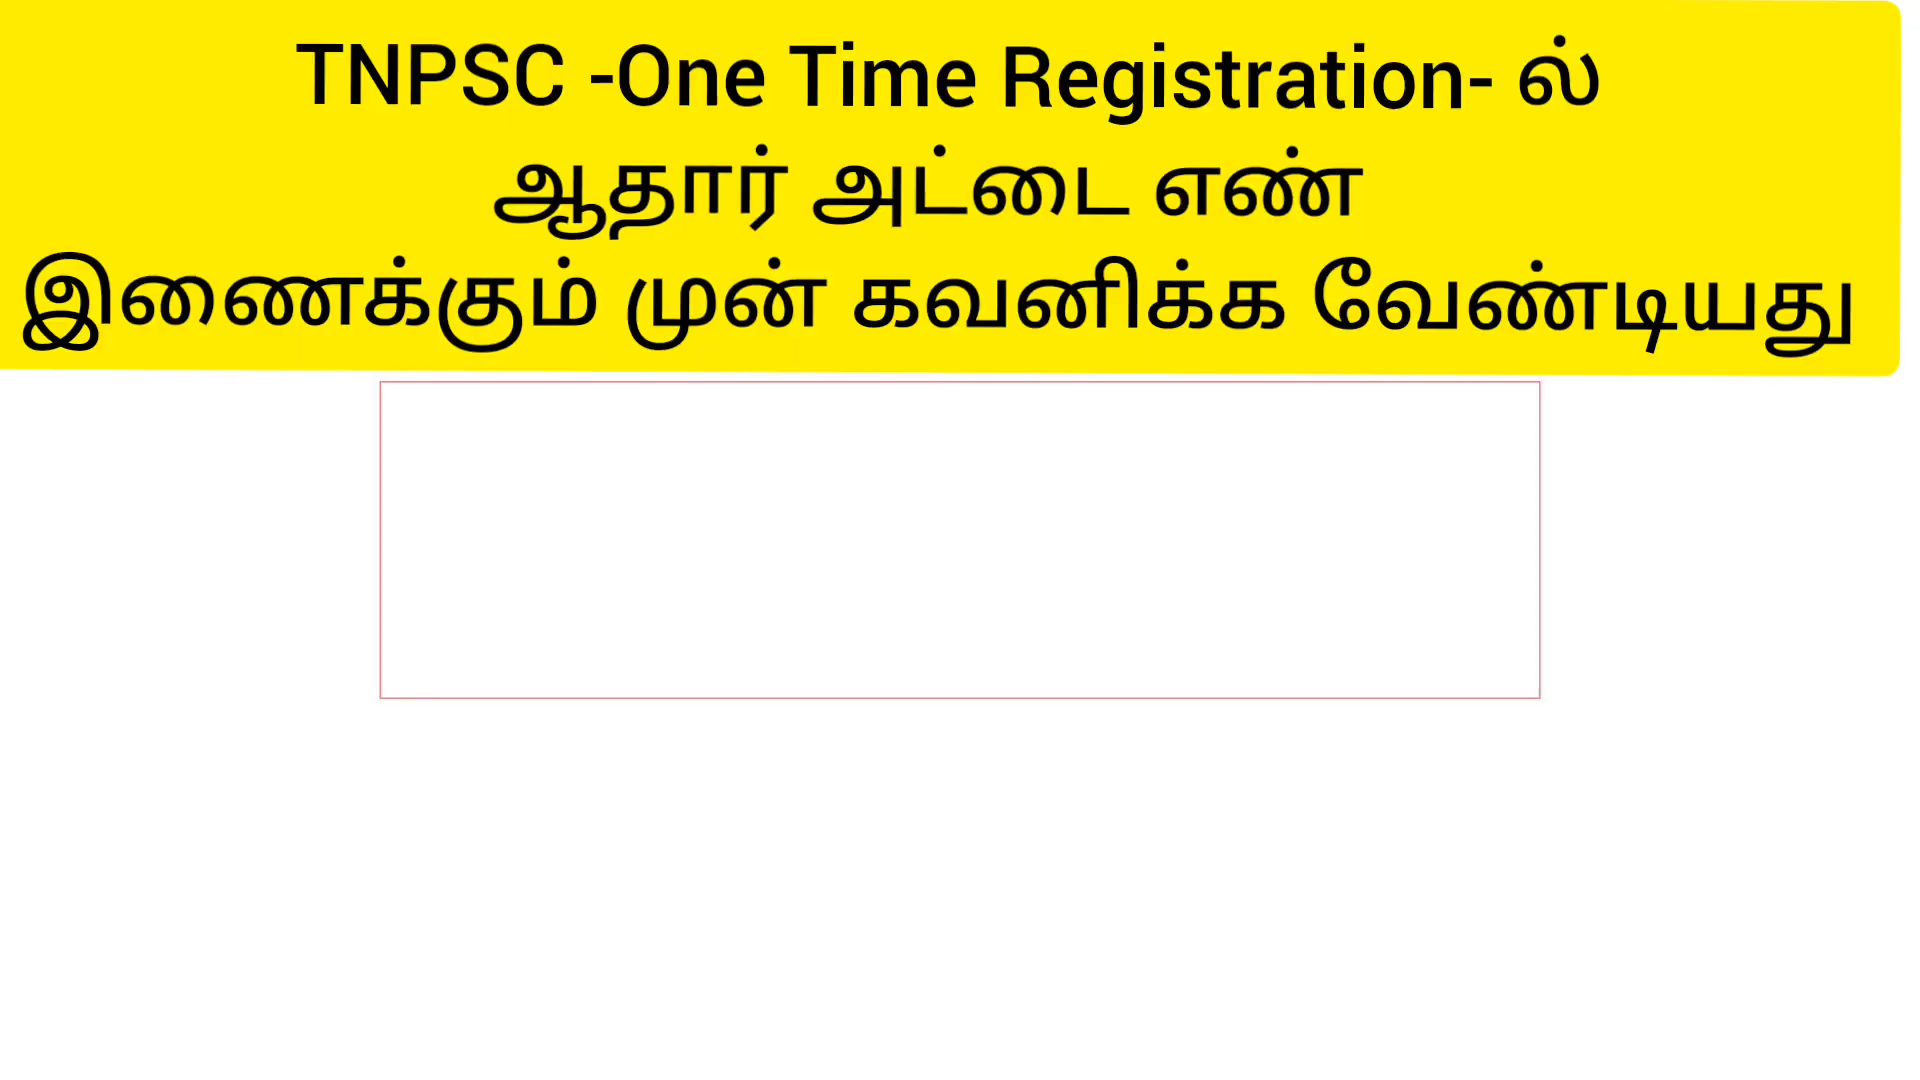 TNPSC -One Time Registration- ல்
ஆதார் அட்டை எண்
இணைக்கும் முன் கவனிக்க வேண்டியது